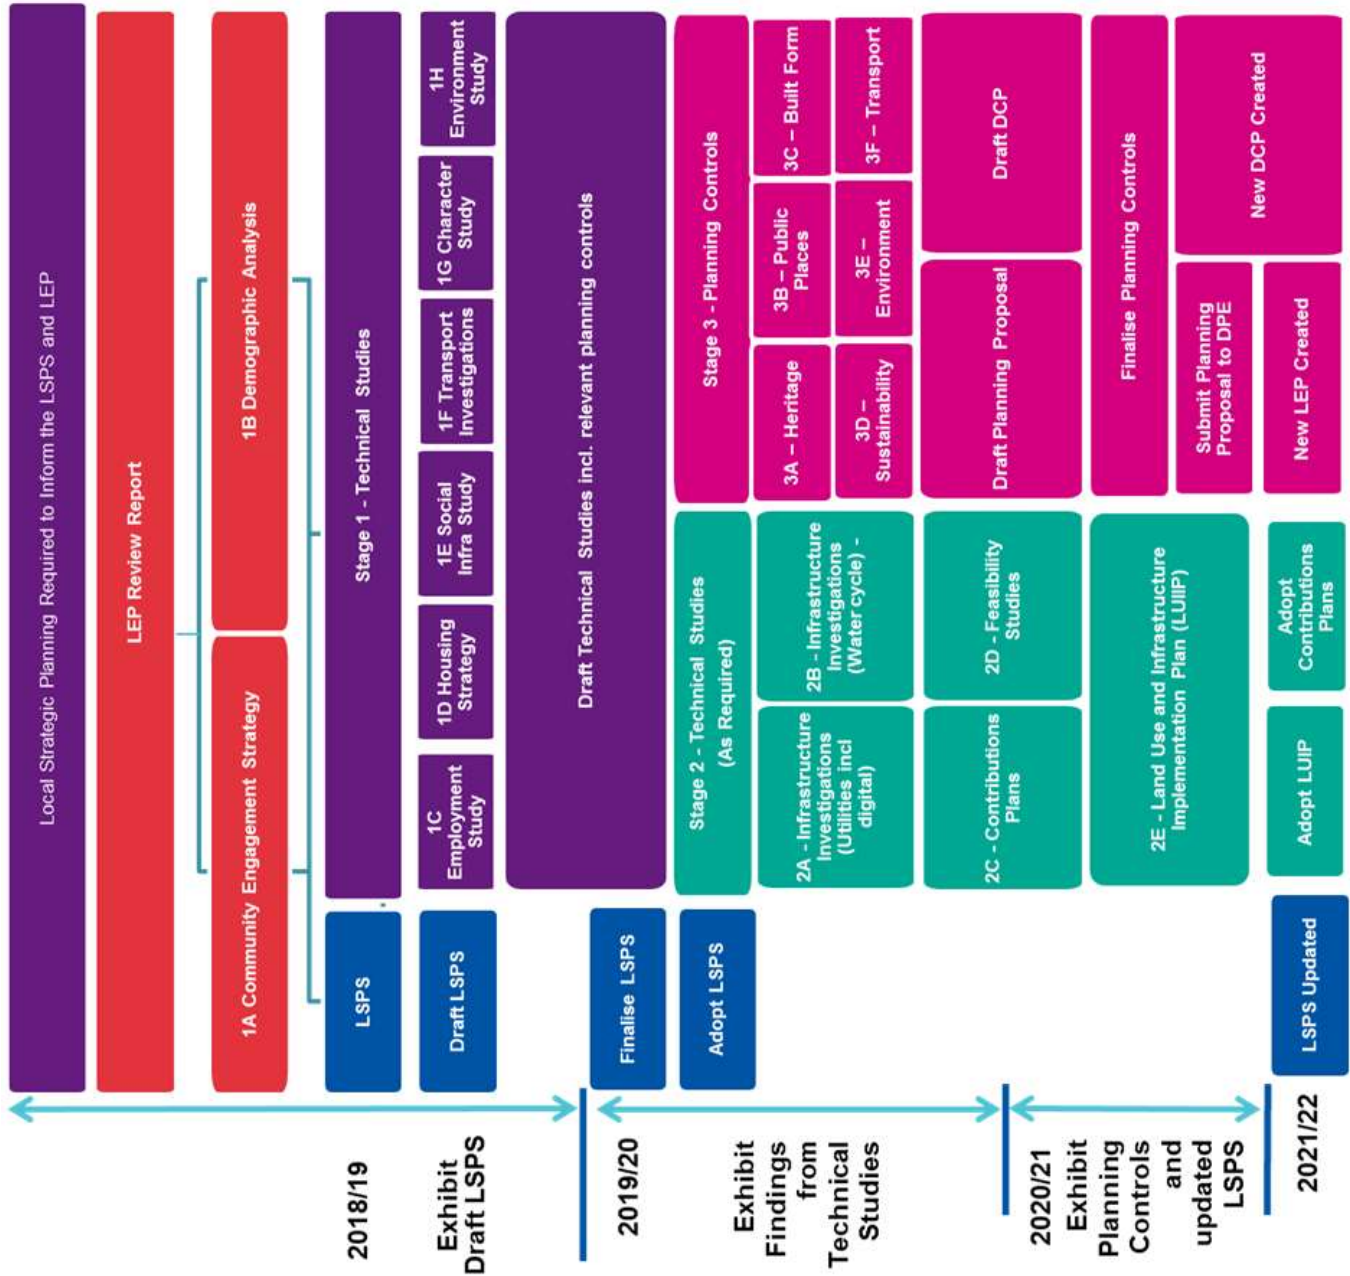 Local Strategic Planning Required to Inform the LSPS and LEP
LEP Review Report
1A Community Engagement Strategy
1B Demographic Analysis
2018/19
Exhibit
Draft LSPS
LSPS
Stage 1 - Technical Studies
Draft LSPS
1C
Employment
Study
1D Housing
Strategy
1E Social
Infra Study
1F Transport
Investigations
1G Character
Study
1H
Environment
Study
Draft Technical Studies incl. relevant planning controls
2019/20
Finalise LSPS
Adopt LSPS
Exhibit
Findings
from
Technical
Studies
Stage 2 - Technical Studies
(As Required)
2A - Infrastructure
Investigations
(Utilities incl
digital)
2B - Infrastructure
Investigations
(Water cycle) -
2C - Contributions
Plans
2D - Feasibility
Studies
Stage 3 - Planning Controls
3A – Heritage
3B – Public
Places
3C – Built Form
3D –
Sustainability
3E –
Environment
3F – Transport
Draft Planning Proposal
Draft DCP
2020/21
Exhibit
Planning
Controls
and
updated
LSPS
2E - Land Use and Infrastructure
Implementation Plan (LUIIP)
Finalise Planning Controls
Submit Planning
Proposal to DPE
New DCP Created
2021/22
LSPS Updated
Adopt LUIP
Adopt
Contributions
Plans
New LEP Created